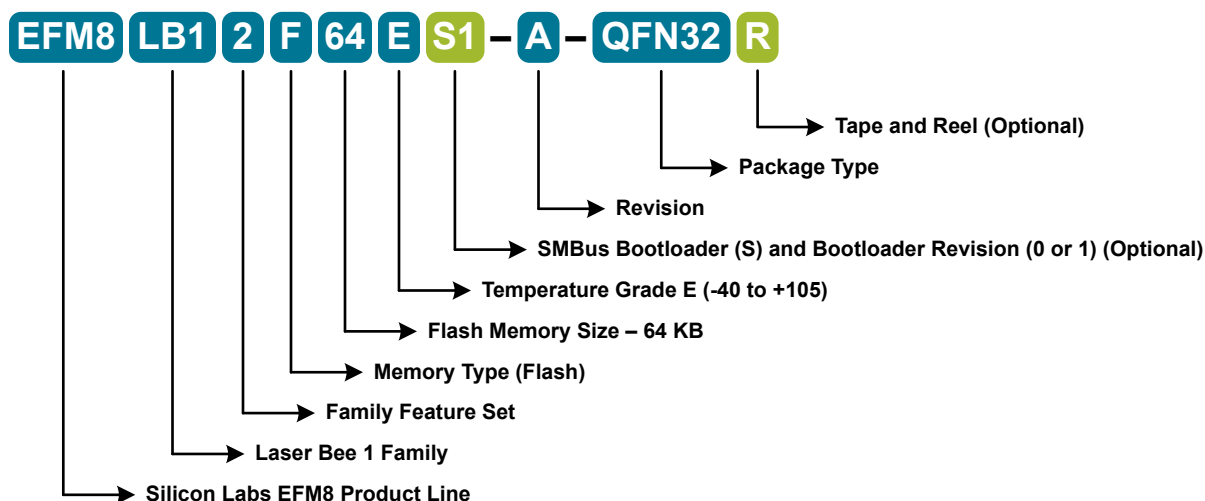 EFM8 LB1 2 F 64 E S1 – A – QFN32 R
Tape and Reel (Optional)
Package Type
Revision
SMBus Bootloader (S) and Bootloader Revision (0 or 1) (Optional)
Temperature Grade E (-40 to +105)
Flash Memory Size – 64 KB
Memory Type (Flash)
Family Feature Set
Laser Bee 1 Family
Silicon Labs EFM8 Product Line